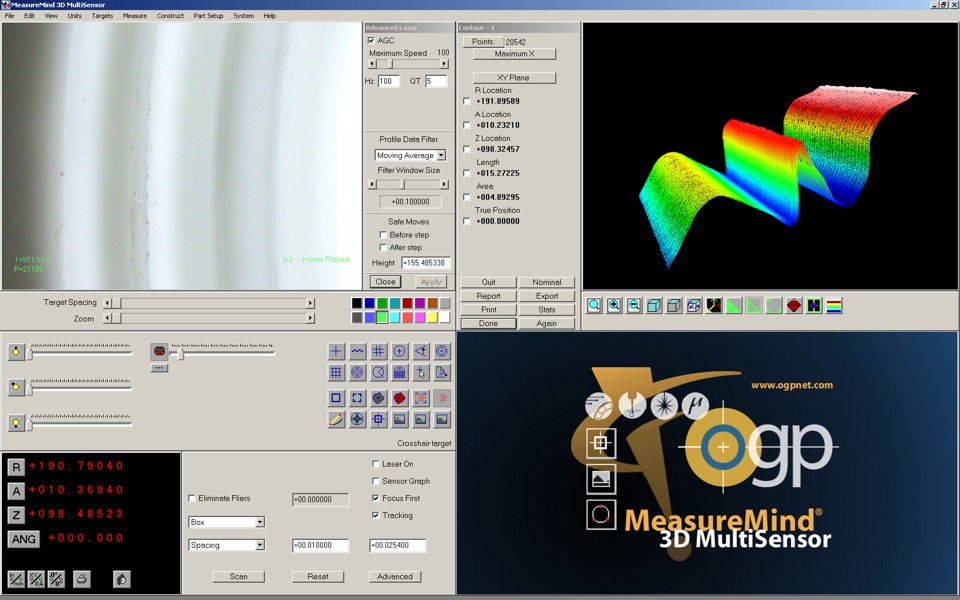 MeasureMind 3D MultiSensor
File Edit View Units Targets Measure Construct Part Setup System Help
Advanced Laser
AGC
Maximum Speed 100
Hz 100 QT 5
Profile Data Filter
Moving Average
Filter Window Size
+00.100000
Safe Moves
Before step
After step
Height +155.485338
Close Apply
Contour - 1
Points: 20542
Maximum X
XY Plane
R Location
+191.89589
A Location
+010.23210
Z Location
+098.32457
Length
+015.27225
Area
+004.89295
True Position
+000.00000
Quit Nominal
Report Export
Print Stats
Done Again
P=21105
Points Picked
Target Spacing
Zoom
Crosshair target
R +190.79040
A +010.36940
Z +098.48523
ANG +000.000
Laser On
Sensor Graph
Eliminate Fliers +00.000000 Focus First
Box Tracking
Spacing +00.010000 +00.025400
Scan Reset Advanced
www.ogpnet.com
μ
ogp
MeasureMind®
3D MultiSensor